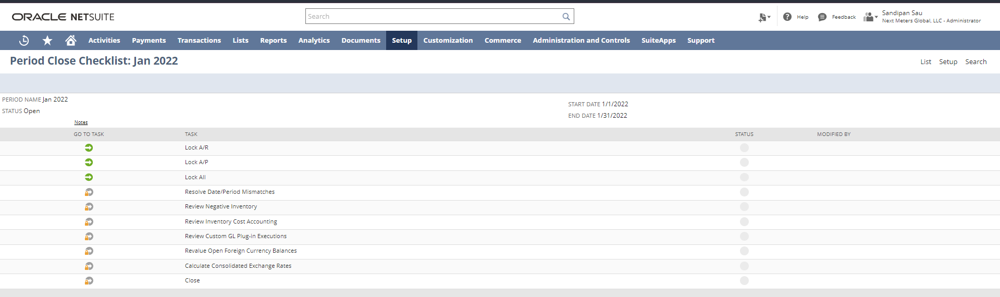 ORACLE NETSUITE
Search
Help
Feedback
Sandipan Sau
Next Meters Global, LLC - Administrator
Activities Payments Transactions Lists Reports Analytics Documents Setup Customization Commerce Administration and Controls SuiteApps Support
Period Close Checklist: Jan 2022
List Setup Search
PERIOD NAME Jan 2022
STATUS Open
START DATE 1/1/2022
END DATE 1/31/2022
Notes
GO TO TASK TASK STATUS MODIFIED BY
Lock A/R
Lock A/P
Lock All
Resolve Date/Period Mismatches
Review Negative Inventory
Review Inventory Cost Accounting
Review Custom GL Plug-in Executions
Revalue Open Foreign Currency Balances
Calculate Consolidated Exchange Rates
Close